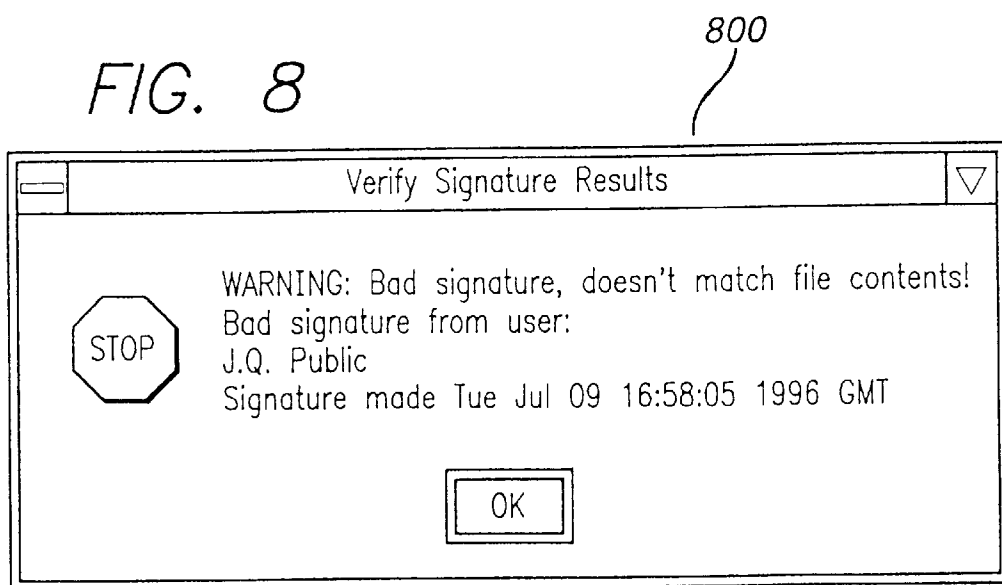 800
FIG. 8
Verify Signature Results
WARNING: Bad signature, doesn't match file contents!
Bad signature from user:
STOP
J.Q. Public
Signature made Tue Jul 09 16:58:05 1996 GMT
OK